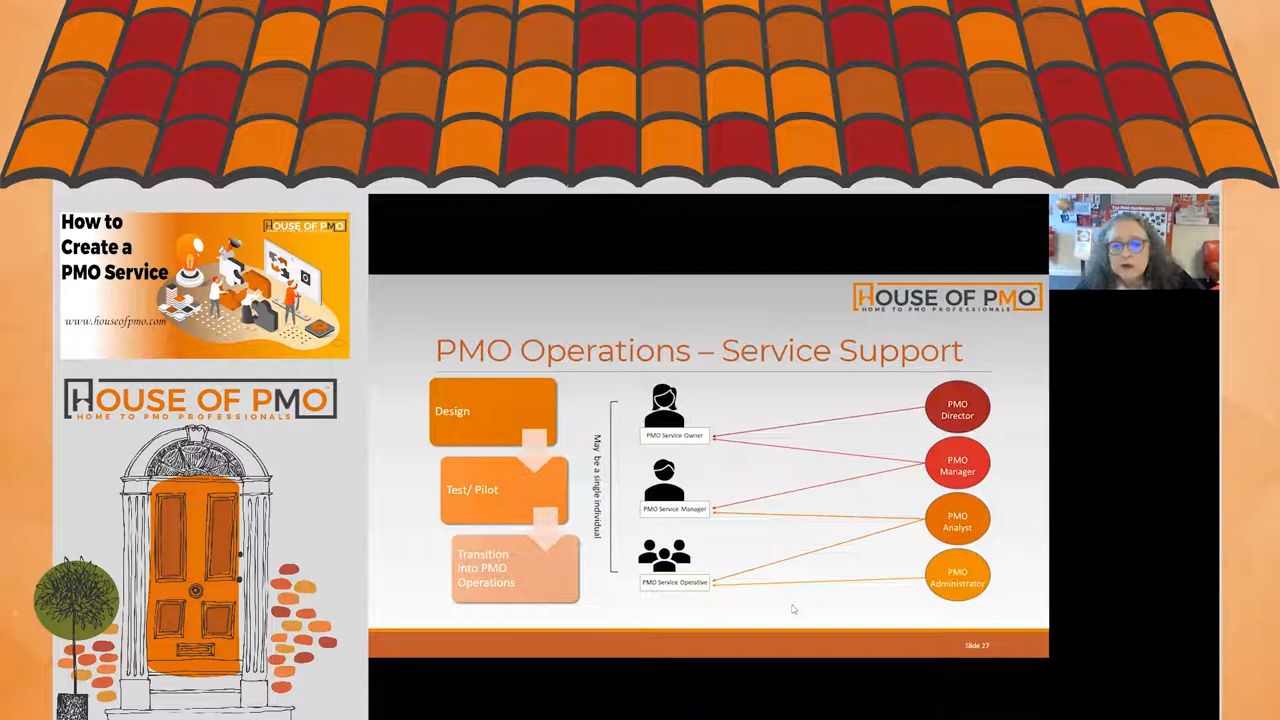 How to
Create a
PMO Service
HOUSE OF PMO
www.houseofpmo.com
HOUSE OF PMO
HOME TO PMO PROFESSIONALS
HOUSE OF PMO
HOME TO PMO PROFESSIONALS
PMO Operations – Service Support
Design
Test/ Pilot
Transition
into PMO
Operations
May be a single individual
PMO Service Owner
PMO Service Manager
PMO Service Operative
PMO
Director
PMO
Manager
PMO
Analyst
PMO
Administrator
Slide 27